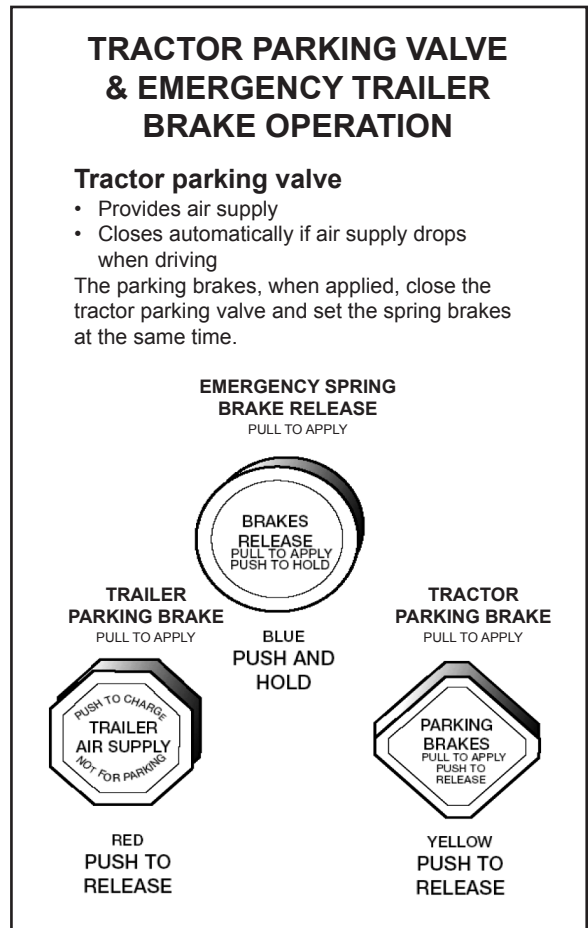 TRACTOR PARKING VALVE
& EMERGENCY TRAILER
BRAKE OPERATION
Tractor parking valve
• Provides air supply
• Closes automatically if air supply drops
when driving
The parking brakes, when applied, close the
tractor parking valve and set the spring brakes
at the same time.
EMERGENCY SPRING
BRAKE RELEASE
PULL TO APPLY
BRAKES
RELEASE
PULL TO APPLY
PUSH TO HOLD
BLUE
PUSH AND
HOLD
TRAILER
PARKING BRAKE
PULL TO APPLY
PUSH TO CHARGE
TRAILER
AIR SUPPLY
NOT FOR PARKING
RED
PUSH TO
RELEASE
TRACTOR
PARKING BRAKE
PULL TO APPLY
PARKING
BRAKES
PULL TO APPLY
PUSH TO
RELEASE
YELLOW
PUSH TO
RELEASE